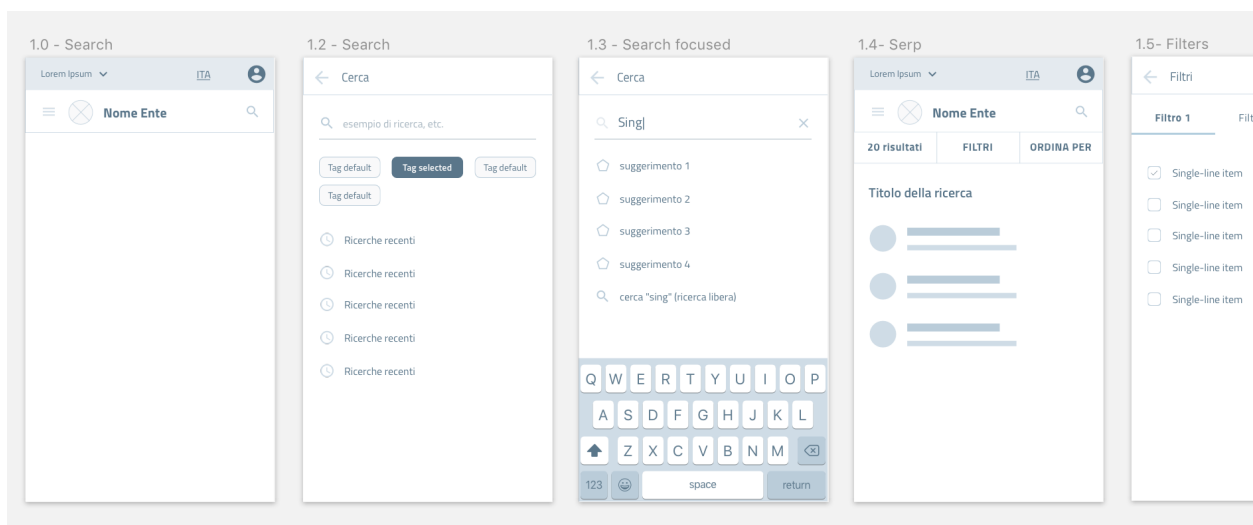 1.0 - Search
Lorem Ipsum
ITA
Nome Ente
1.2 - Search
Cerca
esempio di ricerca, etc.
Tag default
Tag selected
Tag default
Tag default
Ricerche recenti
Ricerche recenti
Ricerche recenti
Ricerche recenti
Ricerche recenti
1.3 - Search focused
Cerca
Sing
suggerimento 1
suggerimento 2
suggerimento 3
suggerimento 4
cerca "sing" (ricerca libera)
Q W E R T Y U I O P
A S D F G H J K L
Z X C V B N M
123 space return
1.4- Serp
Lorem Ipsum
ITA
Nome Ente
20 risultati FILTRI ORDINA PER
Titolo della ricerca
1.5- Filters
Filtri
Filtro 1 Filt
Single-line item
Single-line item
Single-line item
Single-line item
Single-line item